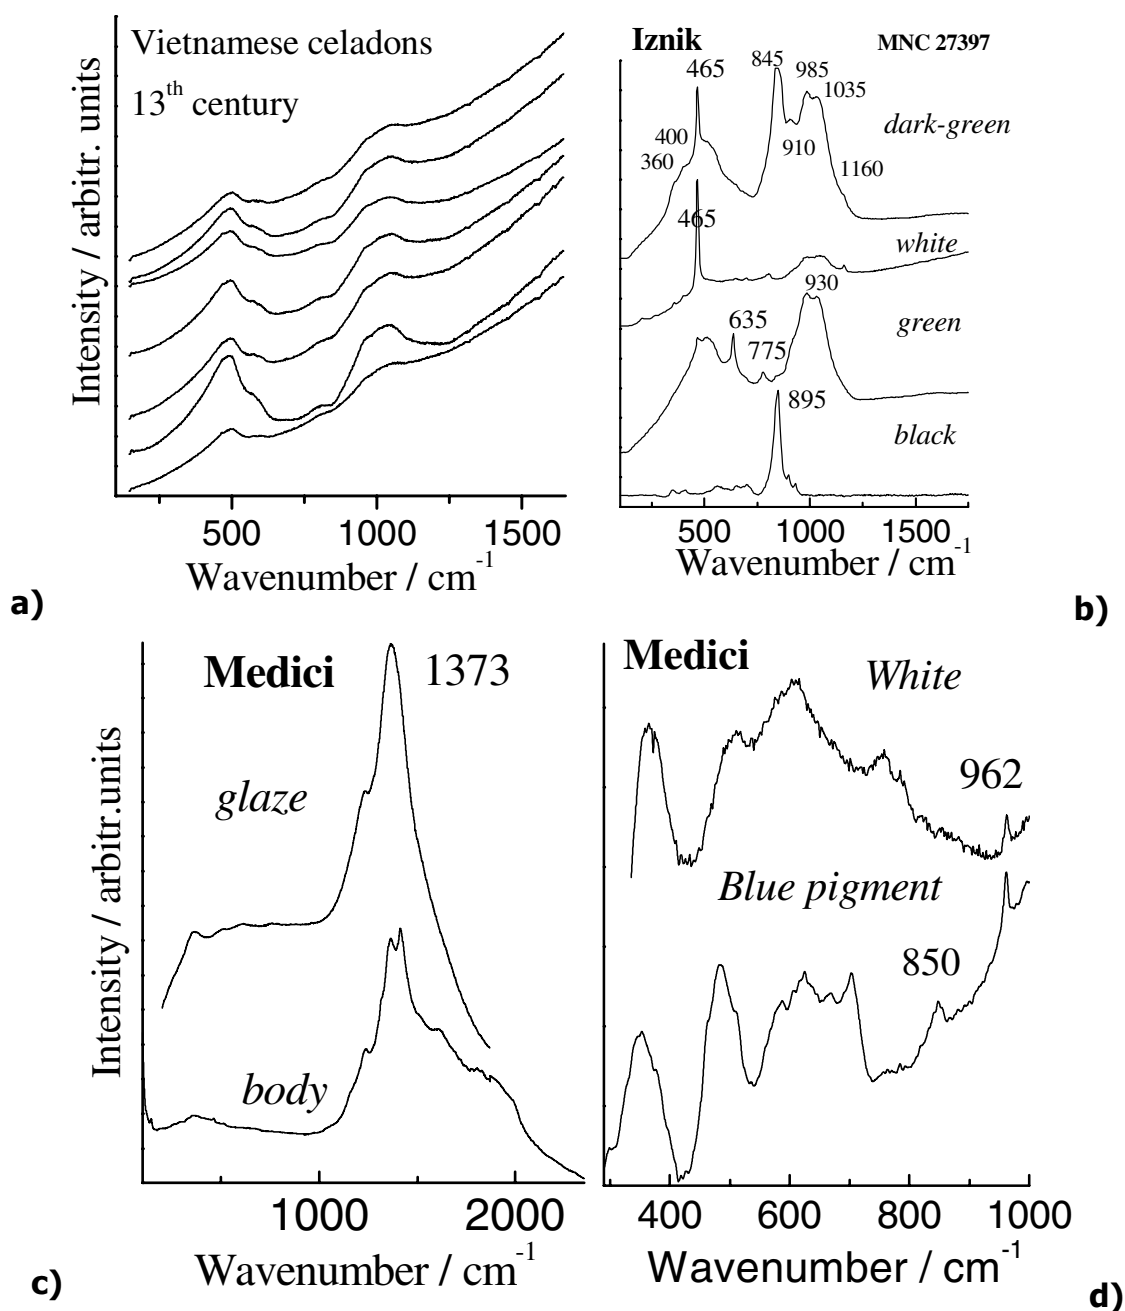 Vietnamese celadons
13th century
Intensity / arbitr. units
500 1000 1500
Wavenumber / cm-1
a)
Iznik MNC 27397
465 845 985
1035
dark-green
400
360 910
1160
465
white
930
635 green
775
895
black
500 1000 1500
Wavenumber / cm-1
b)
Medici 1373
glaze
body
Intensity / arbitr.units
1000 2000
Wavenumber / cm-1
c)
Medici
White
962
Blue pigment
850
400 600 800 1000
Wavenumber / cm-1
d)